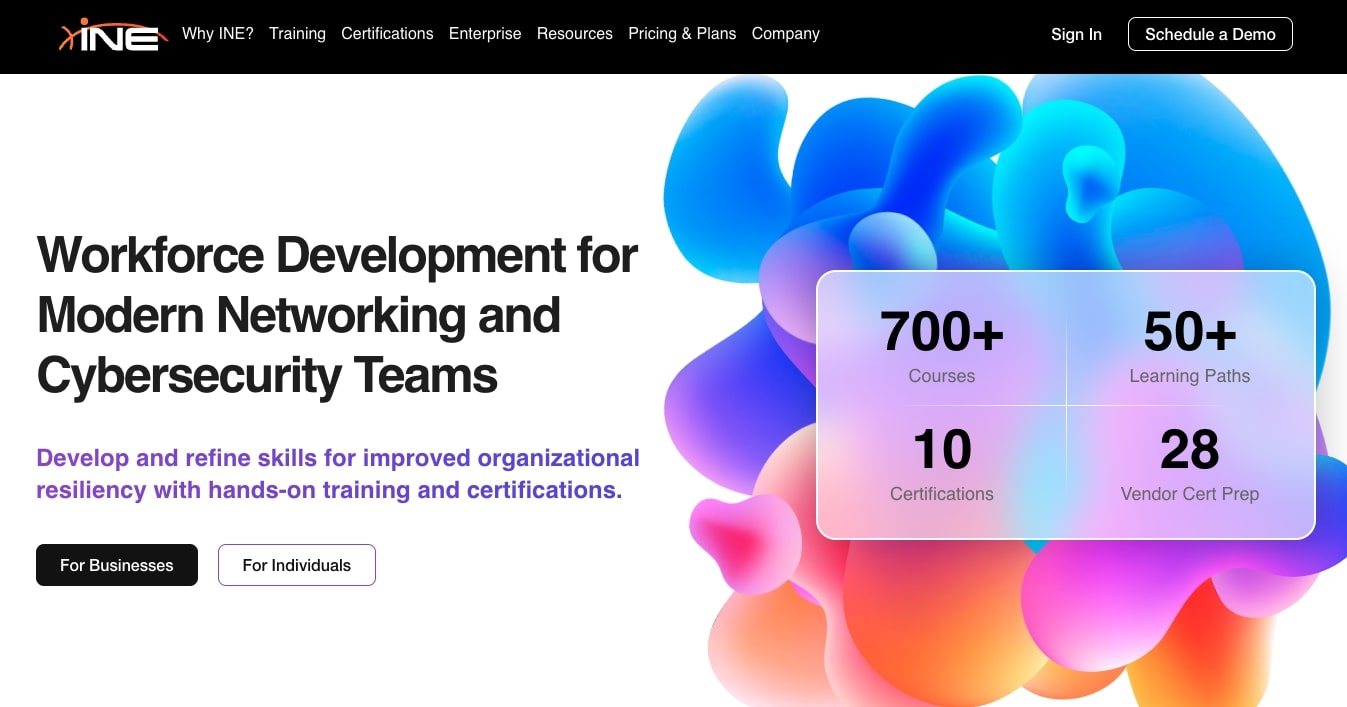 INE
Why INE?
Training
Certifications
Enterprise
Resources
Pricing & Plans
Company
Sign In
Schedule a Demo
Workforce Development for
Modern Networking and
Cybersecurity Teams
Develop and refine skills for improved organizational
resiliency with hands-on training and certifications.
For Businesses
For Individuals
700+
Courses
50+
Learning Paths
10
Certifications
28
Vendor Cert Prep